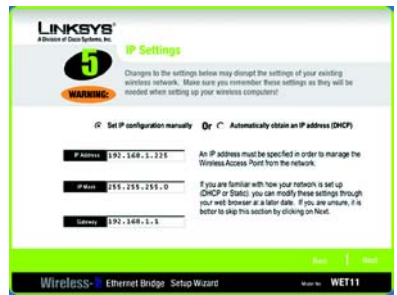 LINKSYS®
A Division of Cisco Systems, Inc.
5
IP Settings
WARNING:
Changes to the settings below may disrupt the settings of your existing
wireless network. Make sure you remember these settings as they will be
needed when setting up your wireless computers!
Set IP configuration manually Or Automatically obtain an IP address (DHCP)
IP Address 192.168.1.225
An IP address must be specified in order to manage the
Wireless Access Point from the network.
IP Mask 255.255.255.0
If you are familiar with how your network is set up
(DHCP or Static), you can modify these settings through
your web browser at a later date. If you are unsure, it is
better to skip this section by clicking on Next.
Gateway 192.168.1.1
Back Next
Wireless-B Ethernet Bridge Setup Wizard
Model No WET11